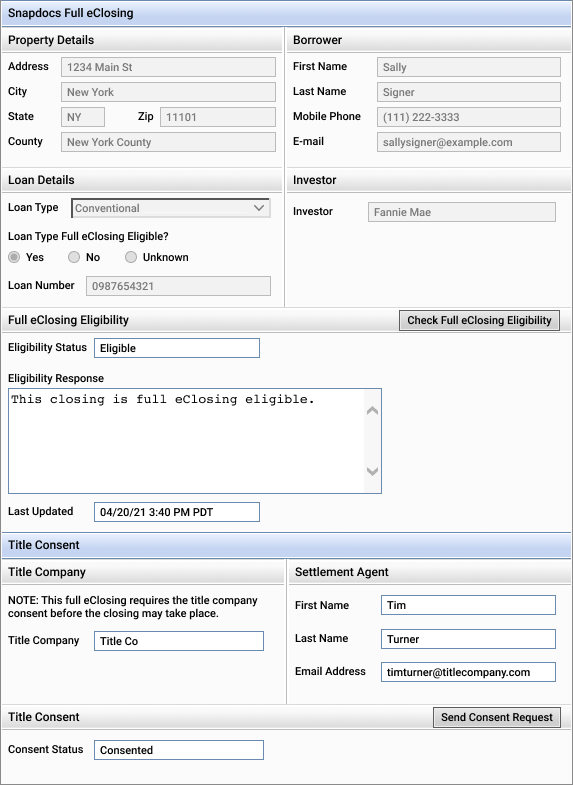 Snapdocs Full eClosing
Property Details
Address 1234 Main St
City New York
State NY Zip 11101
County New York County
Borrower
First Name Sally
Last Name Signer
Mobile Phone (111) 222-3333
E-mail sallysigner@example.com
Loan Details
Loan Type Conventional
Loan Type Full eClosing Eligible?
Yes No Unknown
Loan Number 0987654321
Investor
Investor Fannie Mae
Full eClosing Eligibility Check Full eClosing Eligibility
Eligibility Status Eligible
Eligibility Response
This closing is full eClosing eligible.
Last Updated 04/20/21 3:40 PM PDT
Title Consent
Title Company
NOTE: This full eClosing requires the title company
consent before the closing may take place.
Title Company Title Co
Settlement Agent
First Name Tim
Last Name Turner
Email Address timturner@titlecompany.com
Title Consent Send Consent Request
Consent Status Consented